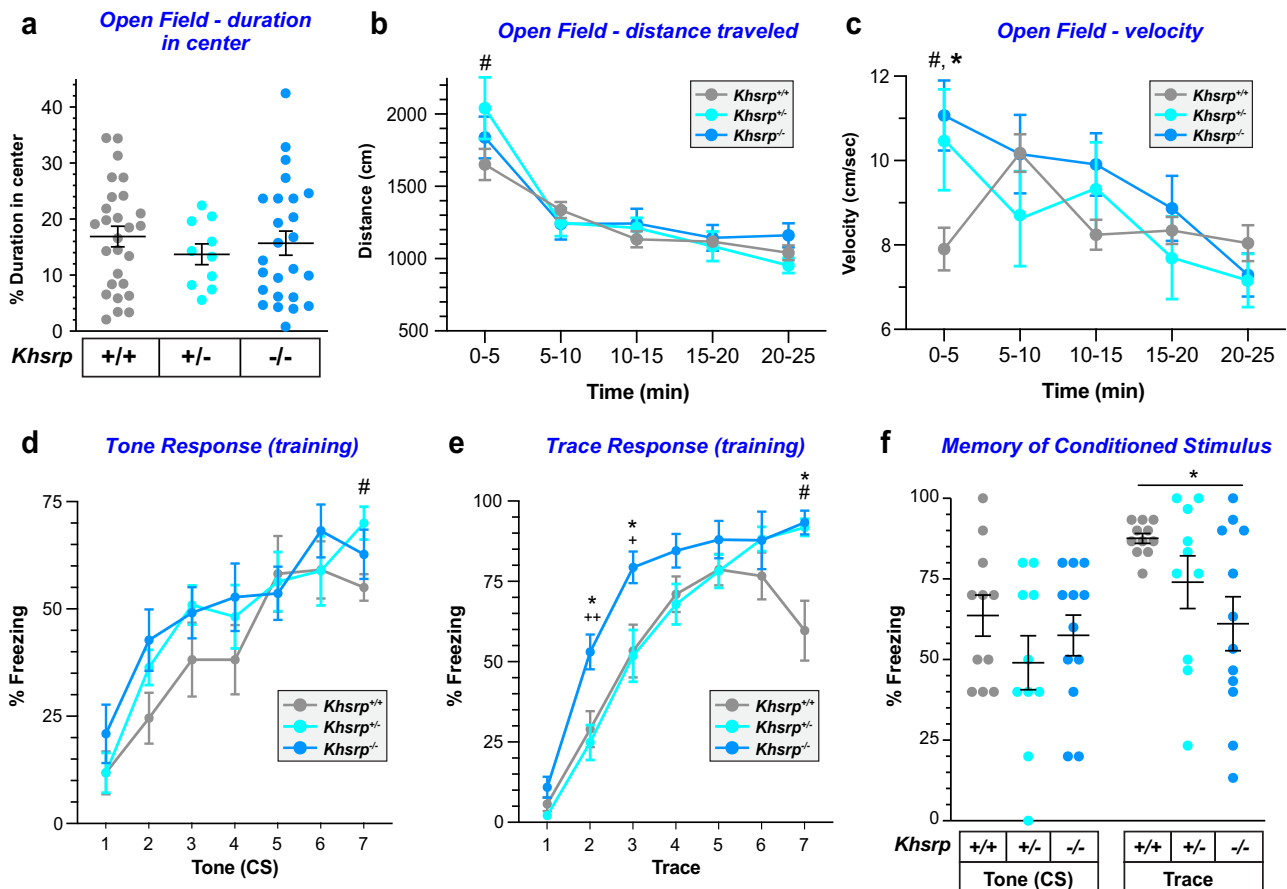 a
Open Field - duration
in center
% Duration in center
50
40
30
20
10
0
Khsrp +/+ +/- -/-
b
Open Field - distance traveled
#
Khsrp+/+
Khsrp+/-
Khsrp-/-
Distance (cm)
2000
1500
1000
500
0-5 5-10 10-15 15-20 20-25
Time (min)
c
Open Field - velocity
#, *
Khsrp+/+
Khsrp+/-
Khsrp-/-
Velocity (cm/sec)
12
10
8
6
0-5 5-10 10-15 15-20 20-25
Time (min)
d
Tone Response (training)
#
% Freezing
75
50
25
0
Khsrp+/+
Khsrp+/-
Khsrp-/-
1 2 3 4 5 6 7
Tone (CS)
e
Trace Response (training)
*
++
*
+
*
#
% Freezing
100
75
50
25
0
Khsrp+/+
Khsrp+/-
Khsrp-/-
1 2 3 4 5 6 7
Trace
f
Memory of Conditioned Stimulus
*
% Freezing
100
75
50
25
0
Khsrp +/+ +/- -/- +/+ +/- -/-
Tone (CS) Trace